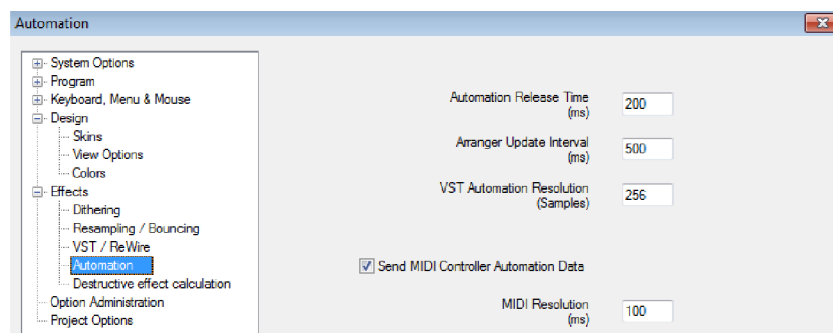 Automation
System Options
Program
Keyboard, Menu & Mouse
Design
Skins
View Options
Colors
Effects
Dithering
Resampling / Bouncing
VST / ReWire
Automation
Destructive effect calculation
Option Administration
Project Options
Automation Release Time
(ms)
200
Arranger Update Interval
(ms)
500
VST Automation Resolution
(Samples)
256
Send MIDI Controller Automation Data
MIDI Resolution
(ms)
100